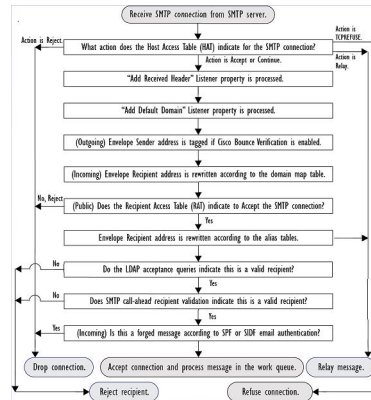 Receive SMTP connection from SMTP server.
Action is Reject.
Action is
TCPREFUSE.
What action does the Host Access Table (HAT) indicate for the SMTP connection?
Action is Accept or Continue.
Action is
Relay.
"Add Received Header" Listener property is processed.
"Add Default Domain" Listener property is processed.
(Outgoing) Envelope Sender address is tagged if Cisco Bounce Verification is enabled.
(Incoming) Envelope Recipient address is rewritten according to the domain map table.
No, Reject
(Public) Does the Recipient Access Table (RAT) indicate to Accept the SMTP connection?
Yes
Envelope Recipient address is rewritten according to the alias tables.
No
Do the LDAP acceptance queries indicate this is a valid recipient?
Yes
No
Does SMTP call-ahead recipient validation indicate this is a valid recipient?
Yes
Yes
(Incoming) Is this a forged message according to SPF or SIDF email authentication?
Drop connection.
Accept connection and process message in the work queue.
Relay message.
Reject recipient.
Refuse connection.